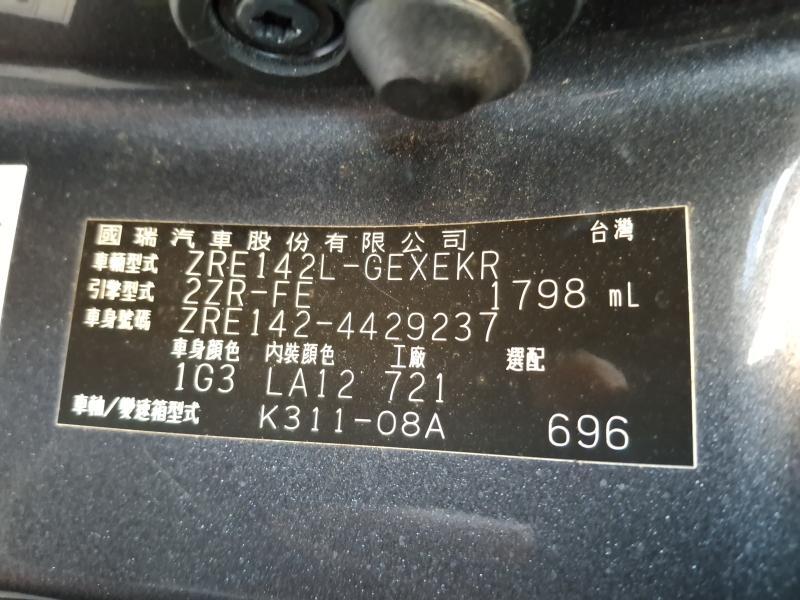 國瑞汽車股份有限公司 台灣
車輛型式 ZRE142L-GEXEKR
引擎型式 2ZR-FE 1798 mL
車身號碼 ZRE142-4429237
車身顏色 內裝顏色 工廠 選配
1G3 LA12 721
車軸/變速箱型式 K311-08A 696